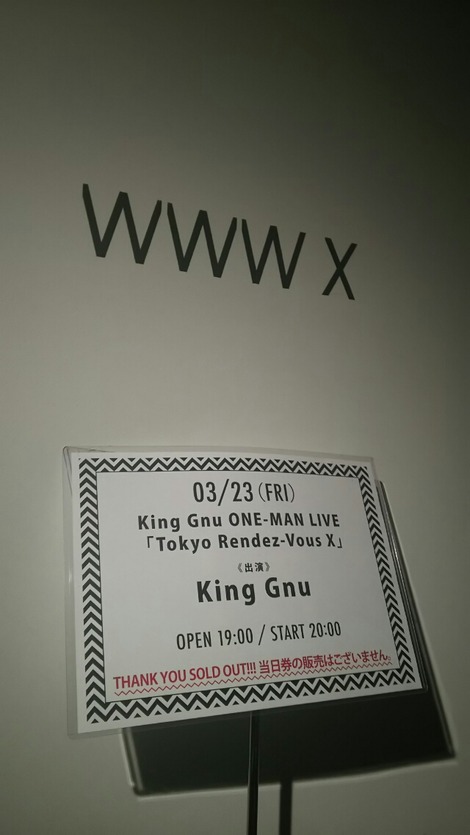 WWW X
03/23(FRI)
King Gnu ONE-MAN LIVE
「Tokyo Rendez-Vous X」
《出演》
King Gnu
OPEN 19:00 / START 20:00
THANK YOU SOLD OUT!!! 当日券の販売はございません。